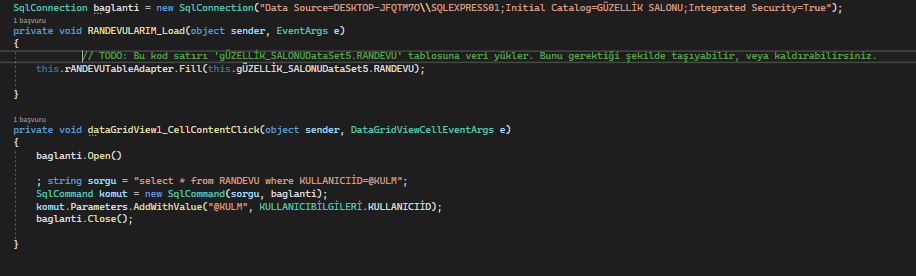 SqlConnection baglanti = new SqlConnection("Data Source=DESKTOP-JFQTM7O\\SQLEXPRESS01;Initial Catalog=GÜZELLİK SALONU;Integrated Security=True");
1 başvuru
private void RANDEVULARIM_Load(object sender, EventArgs e)
{
// TODO: Bu kod satırı 'gÜZELLİK_SALONUDataSet5.RANDEVU' tablosuna veri yükler. Bunu gerektiği şekilde taşıyabilir, veya kaldırabilirsiniz.
this.rANDEVUTableAdapter.Fill(this.gÜZELLİK_SALONUDataSet5.RANDEVU);
}
1 başvuru
private void dataGridView1_CellContentClick(object sender, DataGridViewCellEventArgs e)
{
baglanti.Open()
; string sorgu = "select * from RANDEVU where KULLANICIİD=@KULM";
SqlCommand komut = new SqlCommand(sorgu, baglanti);
komut.Parameters.AddWithValue("@KULM", KULLANICIBİLGİLERİ.KULLANICIİD);
baglanti.Close();
}